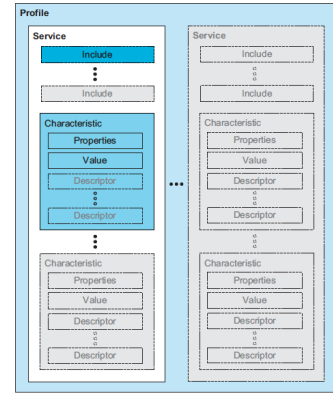 Profile
Service
Include
Include
Characteristic
Properties
Value
Descriptor
Descriptor
Characteristic
Properties
Value
Descriptor
Descriptor
Service
Include
Include
Characteristic
Properties
Value
Descriptor
Descriptor
Characteristic
Properties
Value
Descriptor
Descriptor